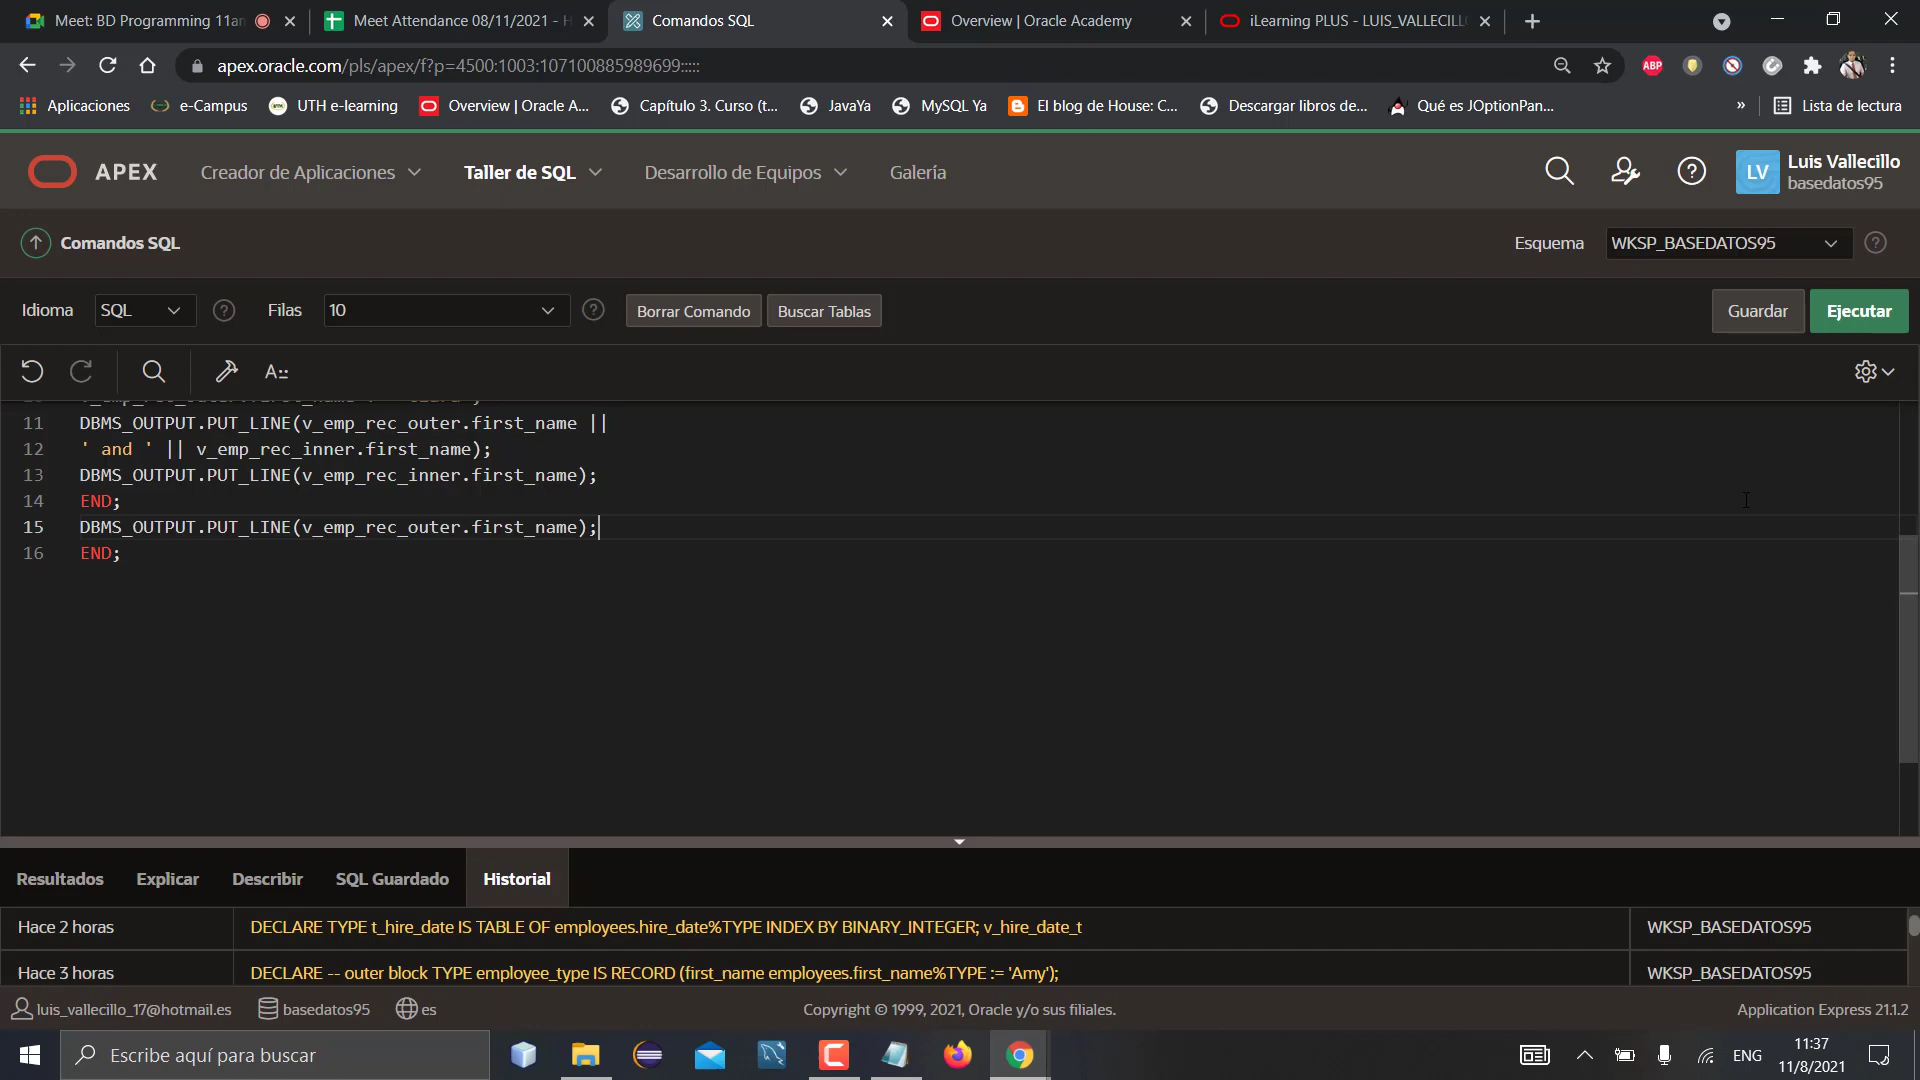 Meet: BD Programming 11am
Meet Attendance 08/11/2021 - H
Comandos SQL
Overview | Oracle Academy
iLearning PLUS - LUIS_VALLECILLO
apex.oracle.com/pls/apex/f?p=4500:1003:107100885989699:::::
ABP
Aplicaciones
e-Campus
UTH e-learning
Overview | Oracle A...
Capítulo 3. Curso (t...
JavaYa
MySQL Ya
El blog de House: C...
Descargar libros de...
Qué es JOptionPan...
»
Lista de lectura
APEX
Creador de Aplicaciones
Taller de SQL
Desarrollo de Equipos
Galería
LV
Luis Vallecillo
basedatos95
Comandos SQL
Esquema
WKSP_BASEDATOS95
Idioma
SQL
Filas
10
Borrar Comando
Buscar Tablas
Guardar
Ejecutar
A::
11 DBMS_OUTPUT.PUT_LINE(v_emp_rec_outer.first_name ||
12 ' and ' || v_emp_rec_inner.first_name);
13 DBMS_OUTPUT.PUT_LINE(v_emp_rec_inner.first_name);
14 END;
15 DBMS_OUTPUT.PUT_LINE(v_emp_rec_outer.first_name);
16 END;
Resultados
Explicar
Describir
SQL Guardado
Historial
Hace 2 horas
DECLARE TYPE t_hire_date IS TABLE OF employees.hire_date%TYPE INDEX BY BINARY_INTEGER; v_hire_date_t
WKSP_BASEDATOS95
Hace 3 horas
DECLARE -- outer block TYPE employee_type IS RECORD (first_name employees.first_name%TYPE := 'Amy');
WKSP_BASEDATOS95
luis_vallecillo_17@hotmail.es
basedatos95
es
Copyright © 1999, 2021, Oracle y/o sus filiales.
Application Express 21.1.2
Escribe aquí para buscar
ENG
11:37
11/8/2021